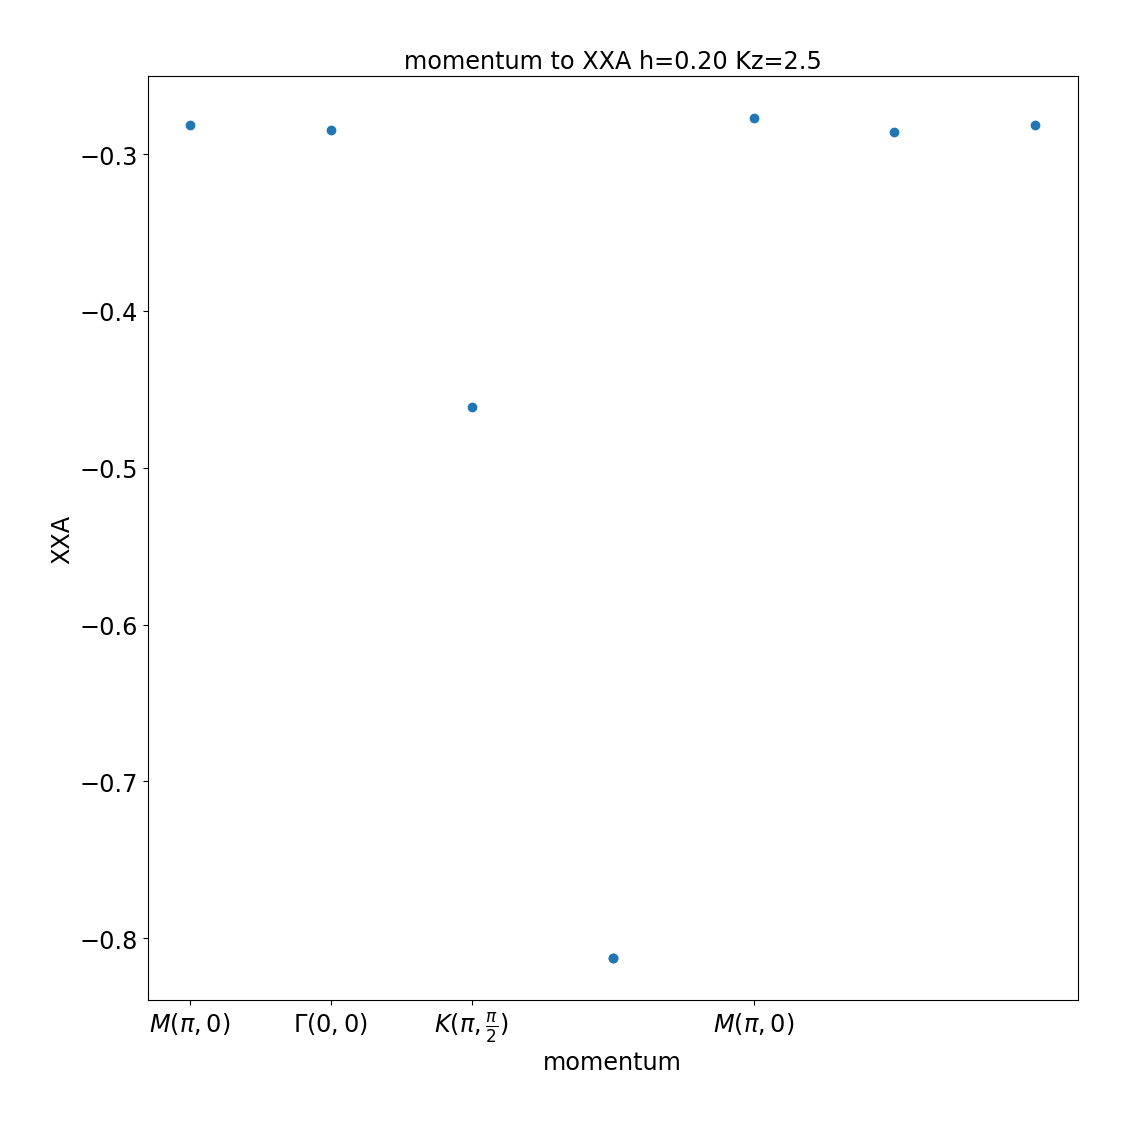 momentum to XXA h=0.20 Kz=2.5
−0.3
−0.4
−0.5
−0.6
−0.7
−0.8
XXA
M(π, 0) Γ(0, 0) K(π, π/2) M(π, 0)
momentum